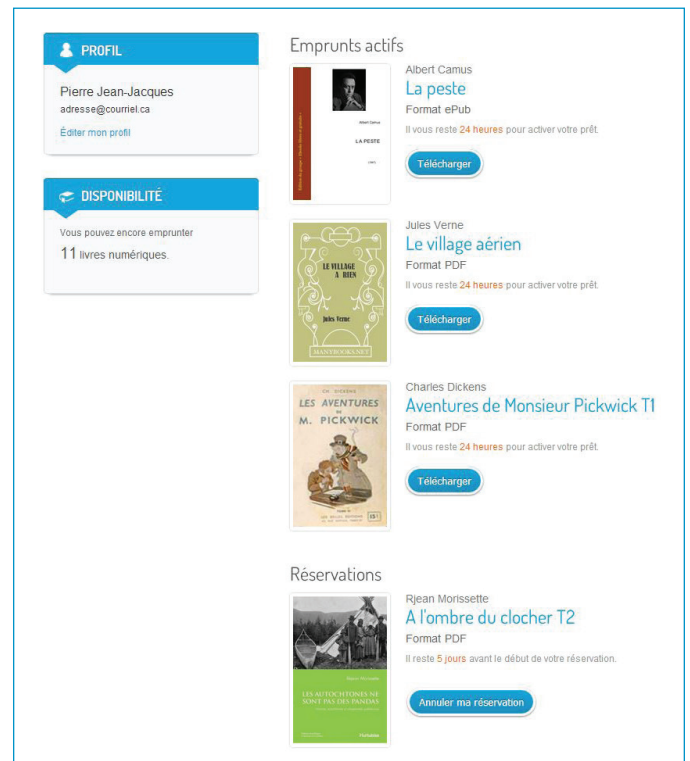 PROFIL
Pierre Jean-Jacques
adresse@courriel.ca
Éditer mon profil
DISPONIBILITÉ
Vous pouvez encore emprunter
11 livres numériques.
Emprunts actifs
Albert Camus
LA PESTE
Albert Camus
La peste
Format ePub
Il vous reste 24 heures pour activer votre prêt.
Télécharger
LE VILLAGE
A RIEN
Jules Verne
MANYBOOKS.NET
Jules Verne
Le village aérien
Format PDF
Il vous reste 24 heures pour activer votre prêt.
Télécharger
CH. DICKENS
LES AVENTURES
DE
M. PICKWICK
Charles Dickens
Aventures de Monsieur Pickwick T1
Format PDF
Il vous reste 24 heures pour activer votre prêt.
Télécharger
Réservations
LES AUTOCHTONES NE
SONT PAS DES PANDAS
Rjean Morissette
A l'ombre du clocher T2
Format PDF
Il reste 5 jours avant le début de votre réservation.
Annuler ma réservation